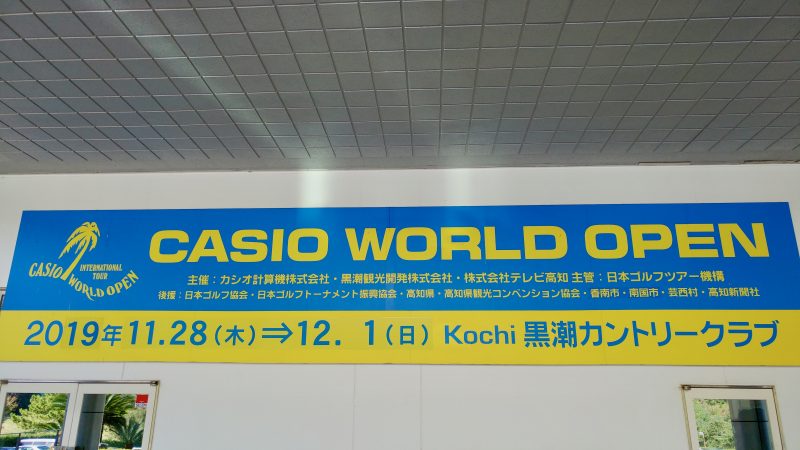 CASIO WORLD OPEN
INTERNATIONAL
TOUR
CASIO WORLD OPEN
主催：カシオ計算機株式会社・黒潮観光開発株式会社・株式会社テレビ高知 主管：日本ゴルフツアー機構
後援：日本ゴルフ協会・日本ゴルフトーナメント振興協会・高知県・高知県観光コンベンション協会・香南市・南国市・芸西村・高知新聞社
2019年11.28(木)⇒12. 1(日) Kochi 黒潮カントリークラブ